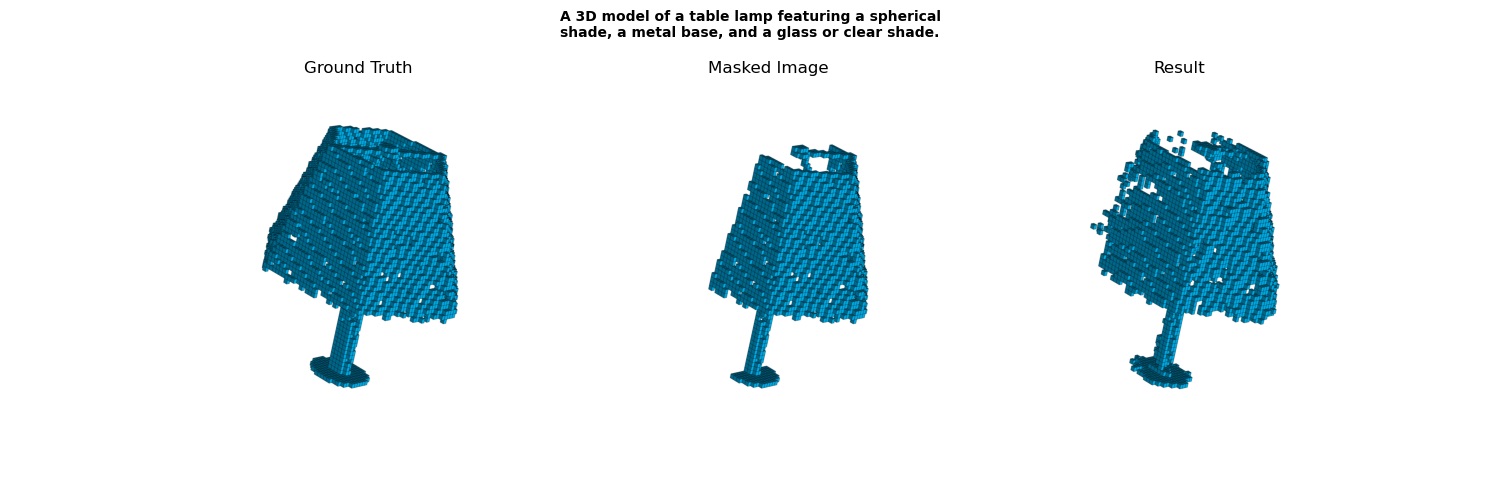 A 3D model of a table lamp featuring a spherical
shade, a metal base, and a glass or clear shade.
Ground Truth
Masked Image
Result